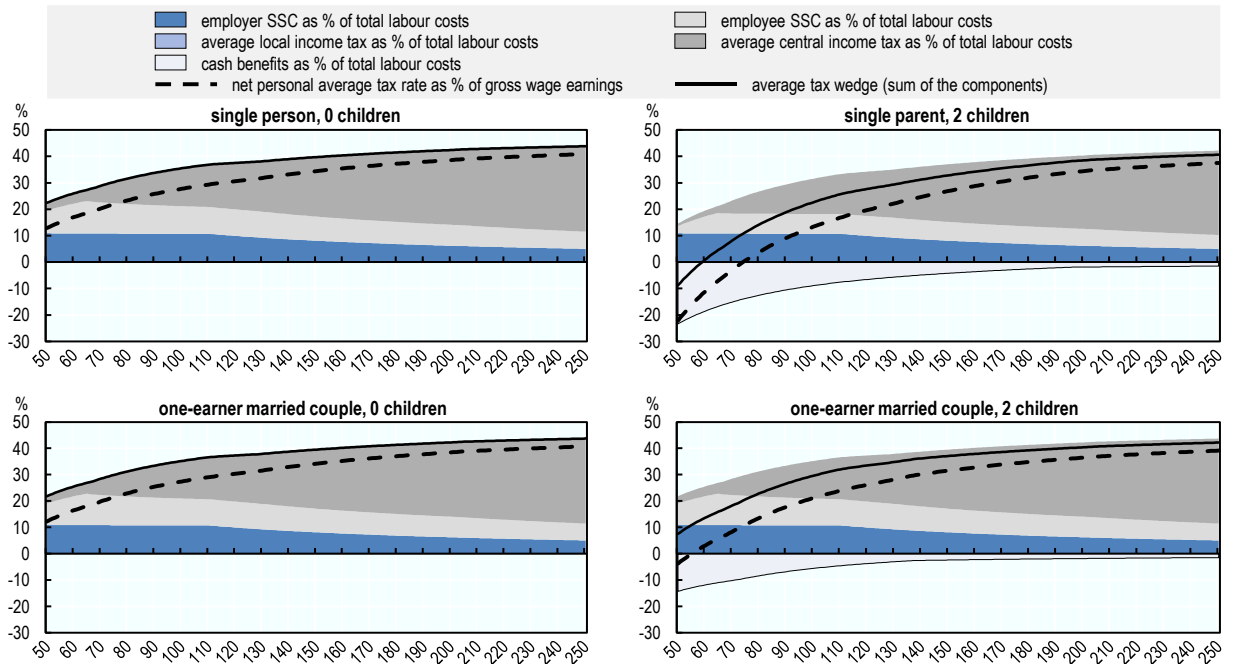 employer SSC as % of total labour costs
employee SSC as % of total labour costs
average local income tax as % of total labour costs
average central income tax as % of total labour costs
cash benefits as % of total labour costs
net personal average tax rate as % of gross wage earnings
average tax wedge (sum of the components)
%
single person, 0 children
50
40
30
20
10
0
-10
-20
-30
50 60 70 80 90 100 110 120 130 140 150 160 170 180 190 200 210 220 230 240 250
%
single parent, 2 children
50
40
30
20
10
0
-10
-20
-30
50 60 70 80 90 100 110 120 130 140 150 160 170 180 190 200 210 220 230 240 250
%
one-earner married couple, 0 children
50
40
30
20
10
0
-10
-20
-30
50 60 70 80 90 100 110 120 130 140 150 160 170 180 190 200 210 220 230 240 250
%
one-earner married couple, 2 children
50
40
30
20
10
0
-10
-20
-30
50 60 70 80 90 100 110 120 130 140 150 160 170 180 190 200 210 220 230 240 250